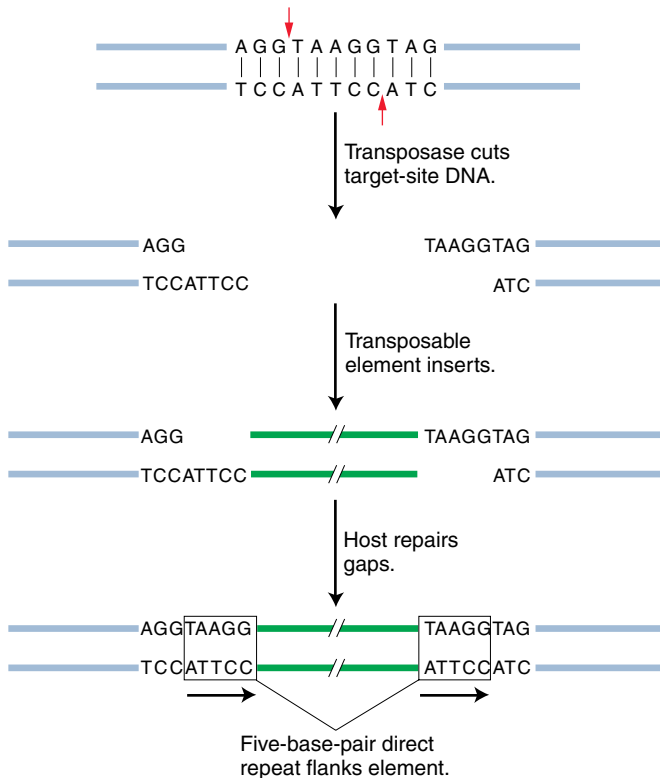 AGGTAAGGTAG
TCCATTCCATC
Transposase cuts
target-site DNA.
AGG TAAGGTAG
TCCATTCC ATC
Transposable
element inserts.
AGG TAAGGTAG
TCCATTCC ATC
Host repairs
gaps.
AGGTAAGG TAAGGTAG
TCCATTCC ATTCCATC
Five-base-pair direct
repeat flanks element.